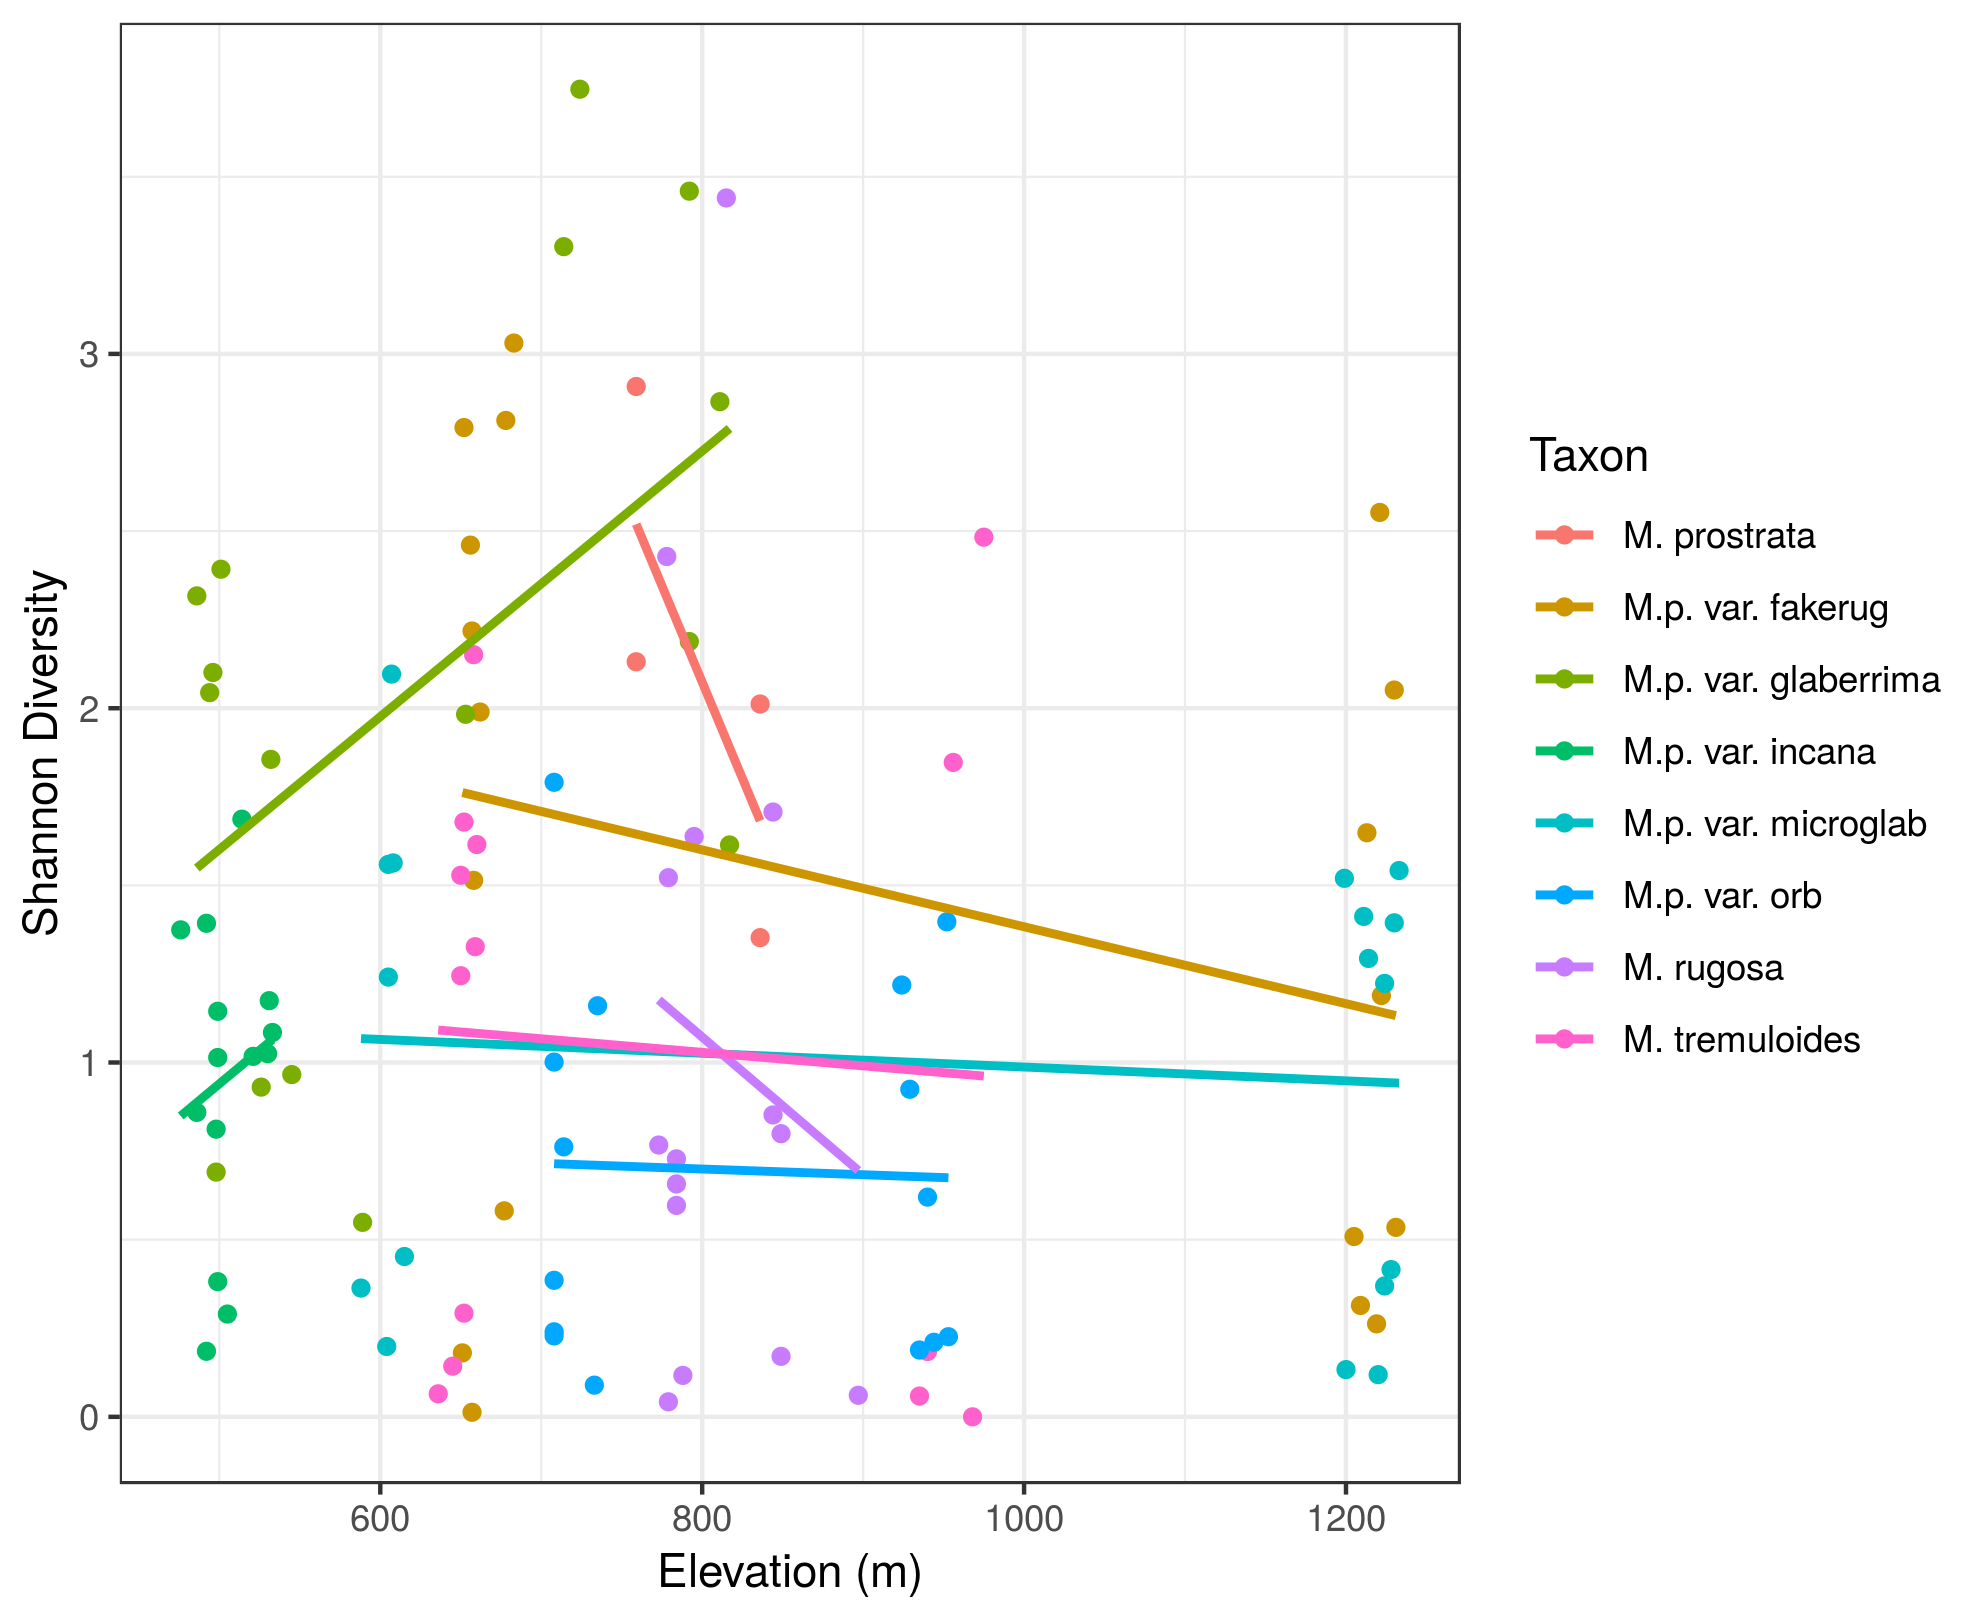 3
2
1
0
Shannon Diversity
600 800 1000 1200
Elevation (m)
Taxon
M. prostrata
M.p. var. fakerug
M.p. var. glaberrima
M.p. var. incana
M.p. var. microglab
M.p. var. orb
M. rugosa
M. tremuloides